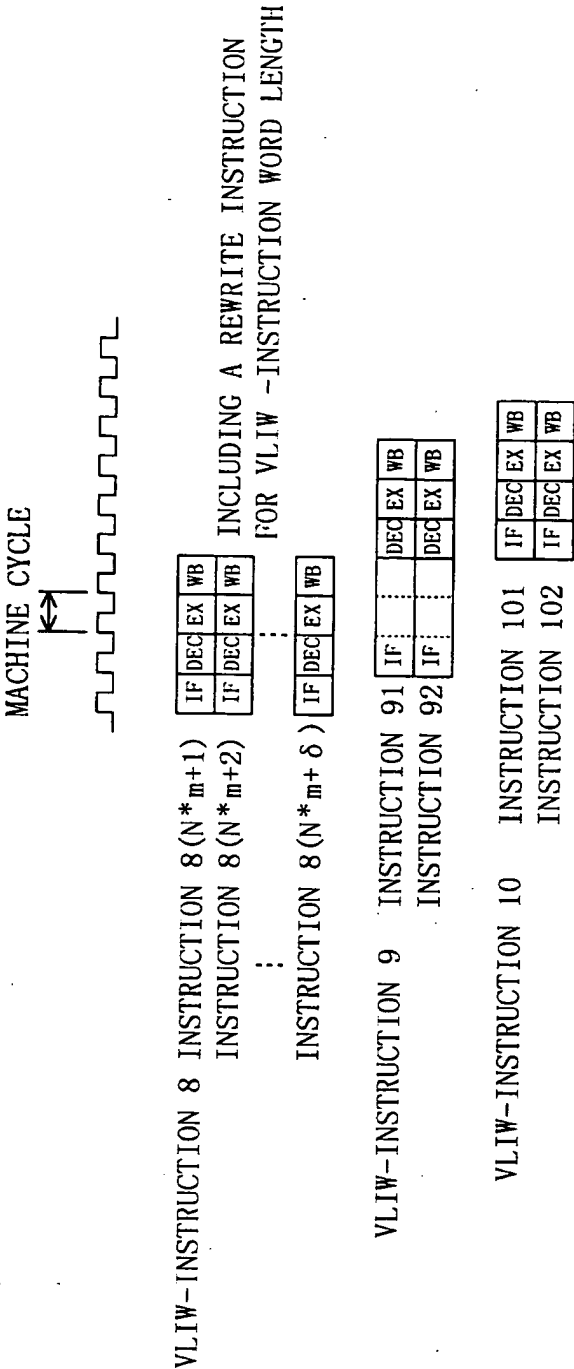 MACHINE CYCLE
VLIW-INSTRUCTION 8 INSTRUCTION 8(N*m+1) IF DEC EX WB
INSTRUCTION 8(N*m+2) IF DEC EX WB
INCLUDING A REWRITE INSTRUCTION
FOR VLIW -INSTRUCTION WORD LENGTH
INSTRUCTION 8(N*m+ δ) IF DEC EX WB
VLIW-INSTRUCTION 9 INSTRUCTION 91 IF DEC EX WB
INSTRUCTION 92 IF DEC EX WB
VLIW-INSTRUCTION 10 INSTRUCTION 101 IF DEC EX WB
INSTRUCTION 102 IF DEC EX WB